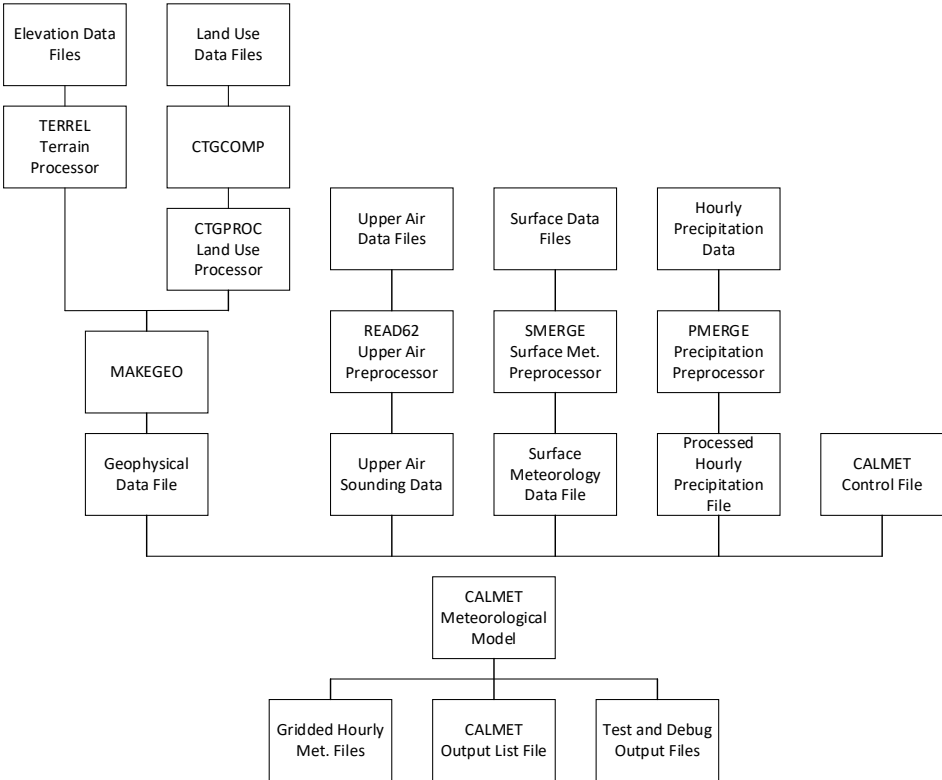 Elevation Data
Files
Land Use
Data Files
TERREL
Terrain
Processor
CTGCOMP
CTGPROC
Land Use
Processor
Upper Air
Data Files
Surface Data
Files
Hourly
Precipitation
Data
MAKEGEO
READ62
Upper Air
Preprocessor
SMERGE
Surface Met.
Preprocessor
PMERGE
Precipitation
Preprocessor
Geophysical
Data File
Upper Air
Sounding Data
Surface
Meteorology
Data File
Processed
Hourly
Precipitation
File
CALMET
Control File
CALMET
Meteorological
Model
Gridded Hourly
Met. Files
CALMET
Output List File
Test and Debug
Output Files